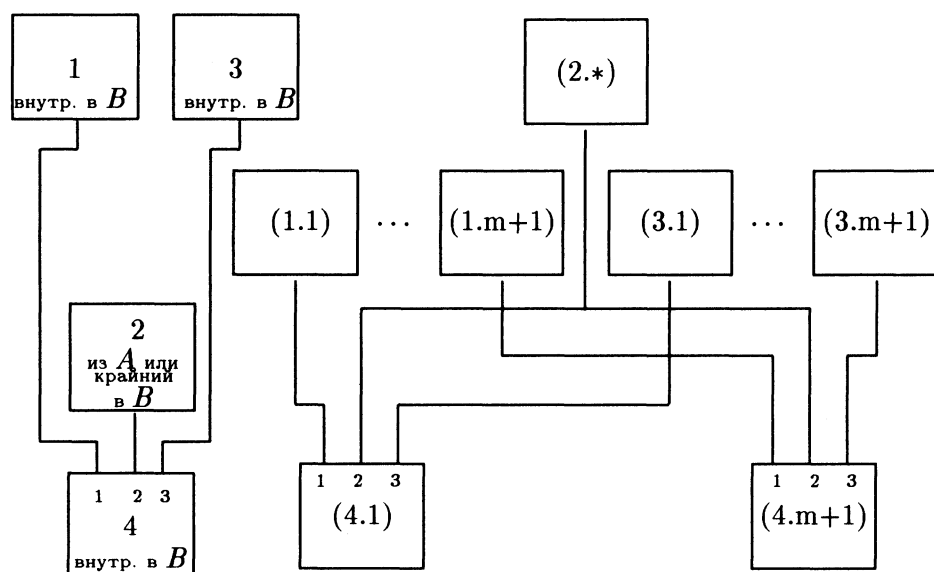 1
внутр. в B
3
внутр. в B
(2.*)
(1.1)
...
(1.m+1)
(3.1)
...
(3.m+1)
2
из A или
крайний
в B
1 2 3
4
внутр. в B
1 2 3
(4.1)
1 2 3
(4.m+1)